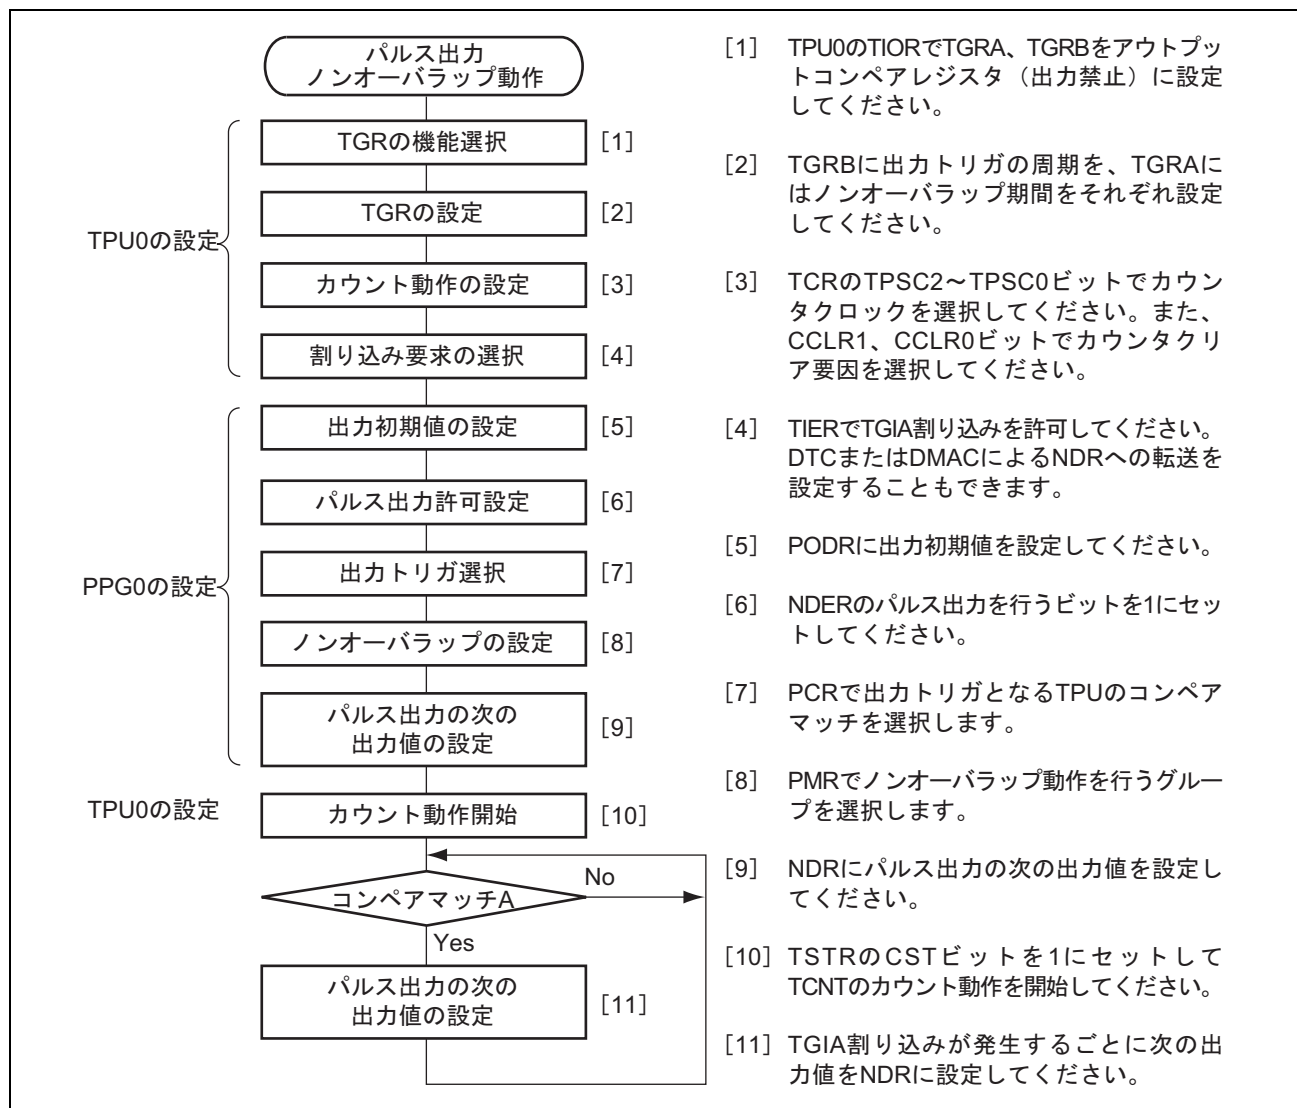 パルス出力
ノンオーバラップ動作
TPU0の設定
TGRの機能選択 [1]
TGRの設定 [2]
カウント動作の設定 [3]
割り込み要求の選択 [4]
PPG0の設定
出力初期値の設定 [5]
パルス出力許可設定 [6]
出力トリガ選択 [7]
ノンオーバラップの設定 [8]
パルス出力の次の
出力値の設定 [9]
TPU0の設定
カウント動作開始 [10]
コンペアマッチA
No
Yes
パルス出力の次の
出力値の設定 [11]
[1] TPU0のTIORでTGRA、TGRBをアウトプッ
トコンペアレジスタ（出力禁止）に設定
してください。
[2] TGRBに出力トリガの周期を、TGRAに
はノンオーバラップ期間をそれぞれ設定
してください。
[3] TCRのTPSC2～TPSC0ビットでカウン
タクロックを選択してください。また、
CCLR1、CCLR0ビットでカウンタクリ
ア要因を選択してください。
[4] TIERでTGIA割り込みを許可してください。
DTCまたはDMACによるNDRへの転送を
設定することもできます。
[5] PODRに出力初期値を設定してください。
[6] NDERのパルス出力を行うビットを1にセッ
トしてください。
[7] PCRで出力トリガとなるTPUのコンペア
マッチを選択します。
[8] PMRでノンオーバラップ動作を行うグルー
プを選択します。
[9] NDRにパルス出力の次の出力値を設定し
てください。
[10] TSTRのCSTビットを1にセットして
TCNTのカウント動作を開始してください。
[11] TGIA割り込みが発生するごとに次の出
力値をNDRに設定してください。